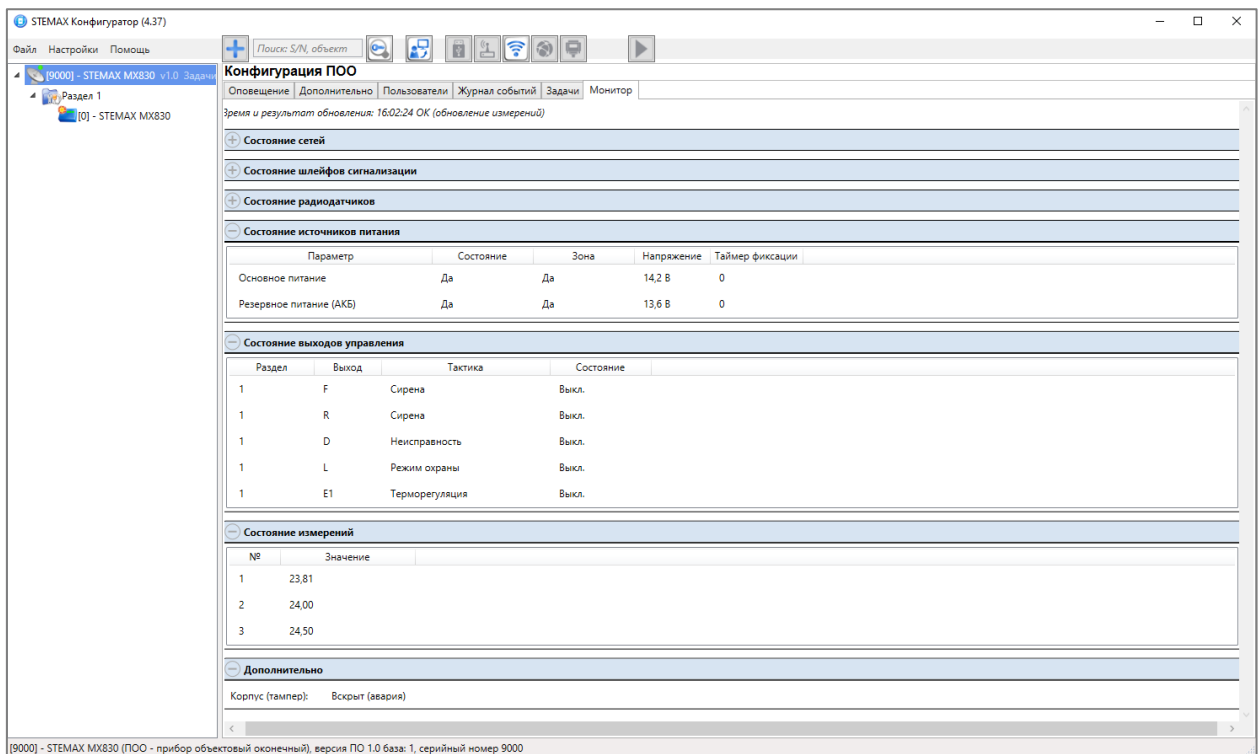 STEMAX Конфигуратор (4.37)
Файл Настройки Помощь Поиск: S/N, объект
[9000] - STEMAX MX830 v1.0 Задачи
Раздел 1
[0] - STEMAX MX830
Конфигурация ПОО
Оповещение Дополнительно Пользователи Журнал событий Задачи Монитор
Время и результат обновления: 16:02:24 OK (обновление измерений)
Состояние сетей
Состояние шлейфов сигнализации
Состояние радиодатчиков
Состояние источников питания
Параметр Состояние Зона Напряжение Таймер фиксации
Основное питание Да Да 14,2 В 0
Резервное питание (АКБ) Да Да 13,6 В 0
Состояние выходов управления
Раздел Выход Тактика Состояние
1 F Сирена Выкл.
1 R Сирена Выкл.
1 D Неисправность Выкл.
1 L Режим охраны Выкл.
1 E1 Терморегуляция Выкл.
Состояние измерений
№ Значение
1 23,81
2 24,00
3 24,50
Дополнительно
Корпус (тампер): Вскрыт (авария)
[9000] - STEMAX MX830 (ПОО - прибор объектовый оконечный), версия ПО 1.0 база: 1, серийный номер 9000